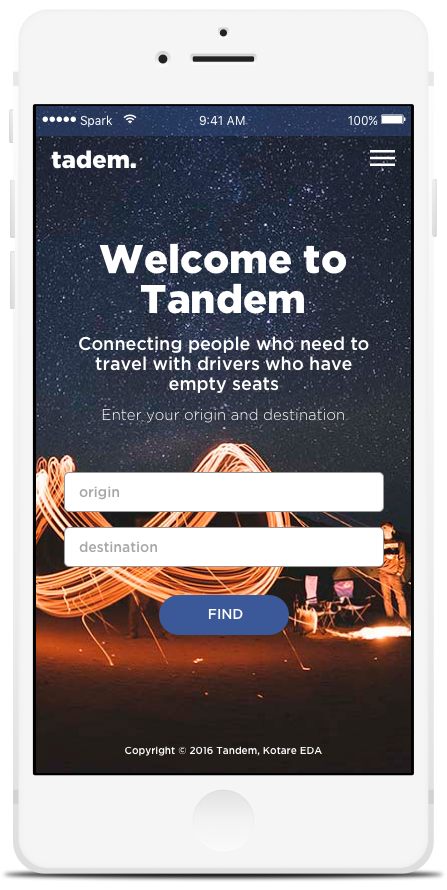 Spark 9:41 AM 100%
tadem.
Welcome to
Tandem
Connecting people who need to
travel with drivers who have
empty seats
Enter your origin and destination
origin
destination
FIND
Copyright © 2016 Tandem, Kotare EDA